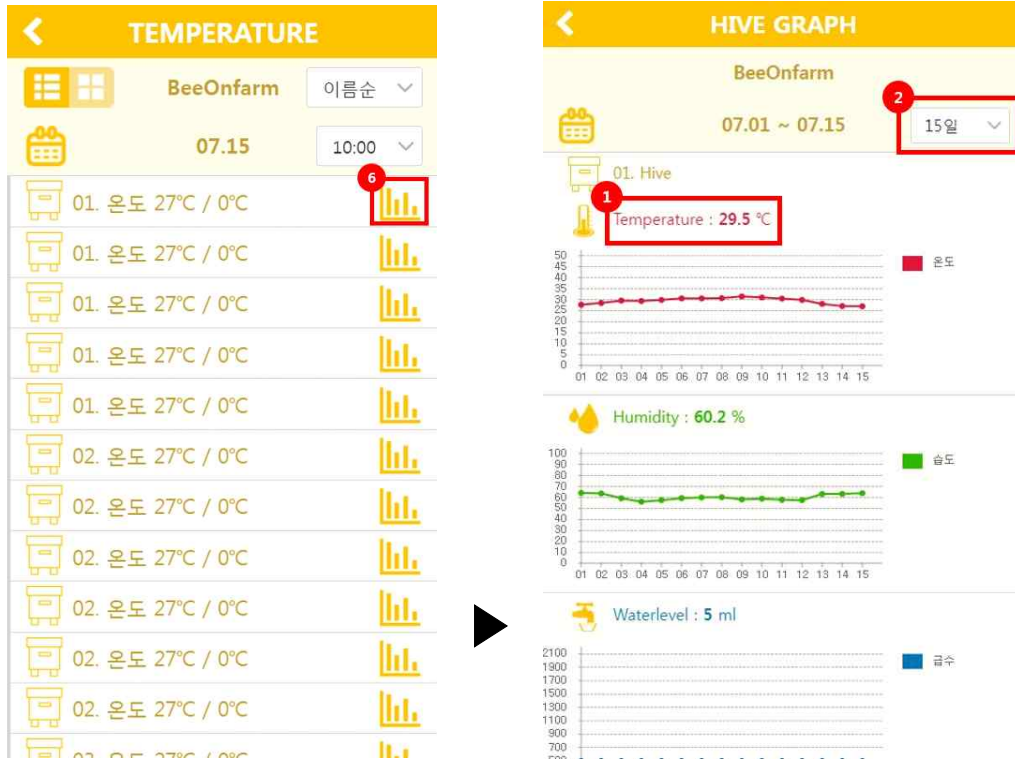 TEMPERATURE
BeeOnfarm 이름순
07.15 10:00
6
01. 온도 27℃ / 0℃
01. 온도 27℃ / 0℃
01. 온도 27℃ / 0℃
01. 온도 27℃ / 0℃
01. 온도 27℃ / 0℃
02. 온도 27℃ / 0℃
02. 온도 27℃ / 0℃
02. 온도 27℃ / 0℃
02. 온도 27℃ / 0℃
02. 온도 27℃ / 0℃
02. 온도 27℃ / 0℃
HIVE GRAPH
BeeOnfarm
2
07.01 ~ 07.15 15일
01. Hive
1
Temperature : 29.5 ℃
온도
50
45
40
35
30
25
20
15
10
5
0
01 02 03 04 05 06 07 08 09 10 11 12 13 14 15
Humidity : 60.2 %
습도
100
90
80
70
60
50
40
30
20
10
0
01 02 03 04 05 06 07 08 09 10 11 12 13 14 15
Waterlevel : 5 ml
급수
2100
1900
1700
1500
1300
1100
900
700